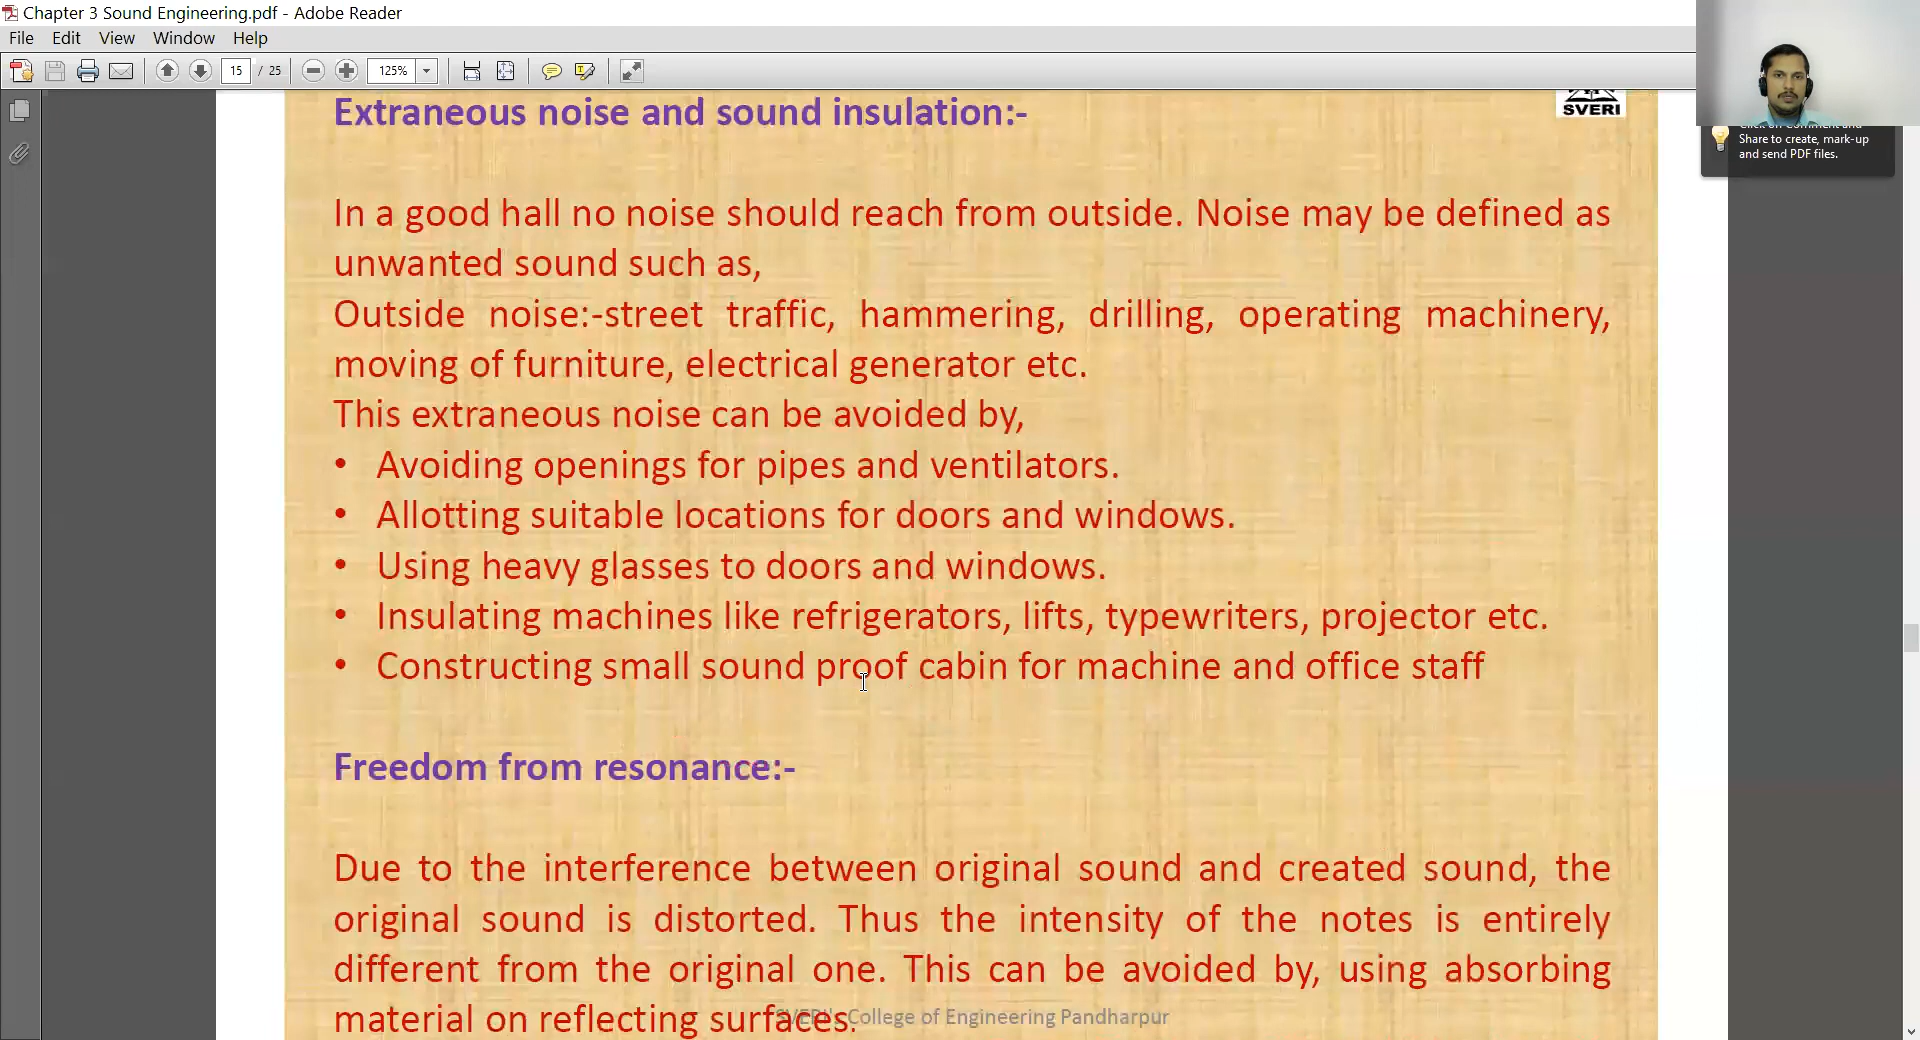 Chapter 3 Sound Engineering.pdf - Adobe Reader
File Edit View Window Help
15 / 25 125%
SVERI
Share to create, mark-up
and send PDF files.
Extraneous noise and sound insulation:-
In a good hall no noise should reach from outside. Noise may be defined as
unwanted sound such as,
Outside noise:-street traffic, hammering, drilling, operating machinery,
moving of furniture, electrical generator etc.
This extraneous noise can be avoided by,
• Avoiding openings for pipes and ventilators.
• Allotting suitable locations for doors and windows.
• Using heavy glasses to doors and windows.
• Insulating machines like refrigerators, lifts, typewriters, projector etc.
• Constructing small sound proof cabin for machine and office staff
Freedom from resonance:-
Due to the interference between original sound and created sound, the
original sound is distorted. Thus the intensity of the notes is entirely
different from the original one. This can be avoided by, using absorbing
material on reflecting surfaces.
SVERI's College of Engineering Pandharpur